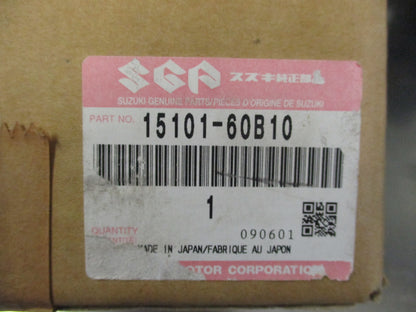 SGP スズキ純正部品
SUZUKI GENUINE PARTS/PIÈCES D'ORIGINE DE SUZUKI
PART NO. 15101-60B10
1
QUANTITY
090601
MADE IN JAPAN/FABRIQUE AU JAPON
MOTOR CORPORATION